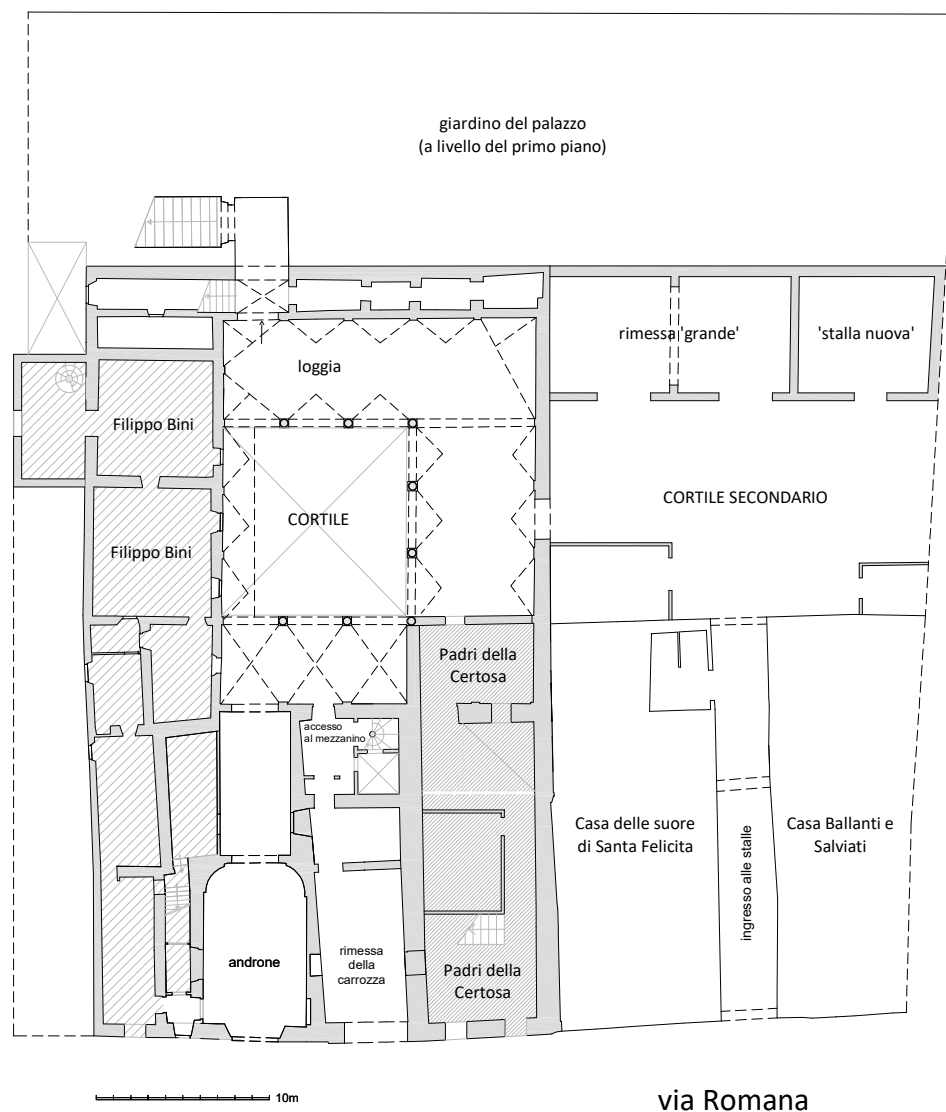 giardino del palazzo
(a livello del primo piano)
rimessa 'grande'
'stalla nuova'
loggia
Filippo Bini
CORTILE SECONDARIO
CORTILE
Filippo Bini
Padri della
Certosa
accesso
al mezzanino
Casa delle suore
di Santa Felicita
Casa Ballanti e
Salviati
ingresso alle stalle
androne
rimessa
della
carrozza
Padri della
Certosa
10m
via Romana